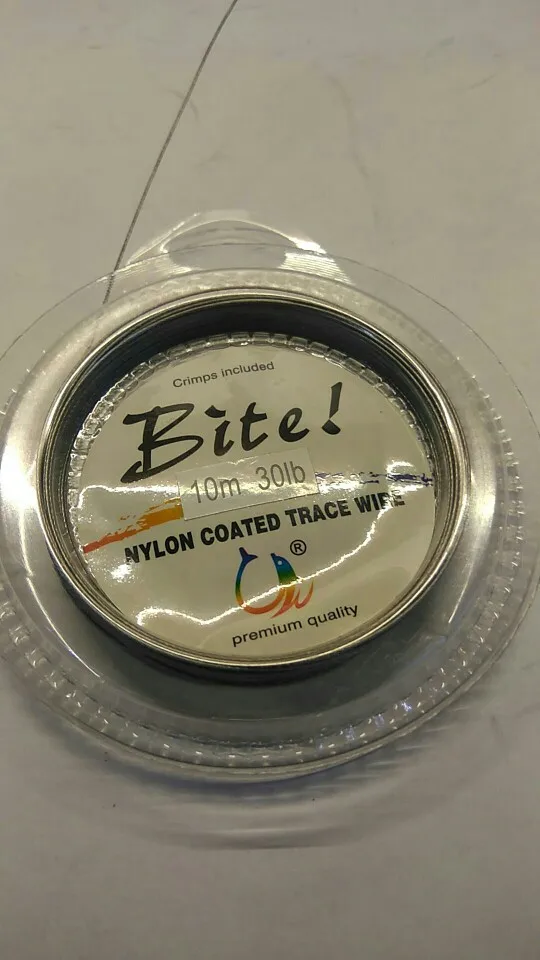 Crimps included
Bite!
10m 30lb
NYLON COATED TRACE WIRE
®
premium quality